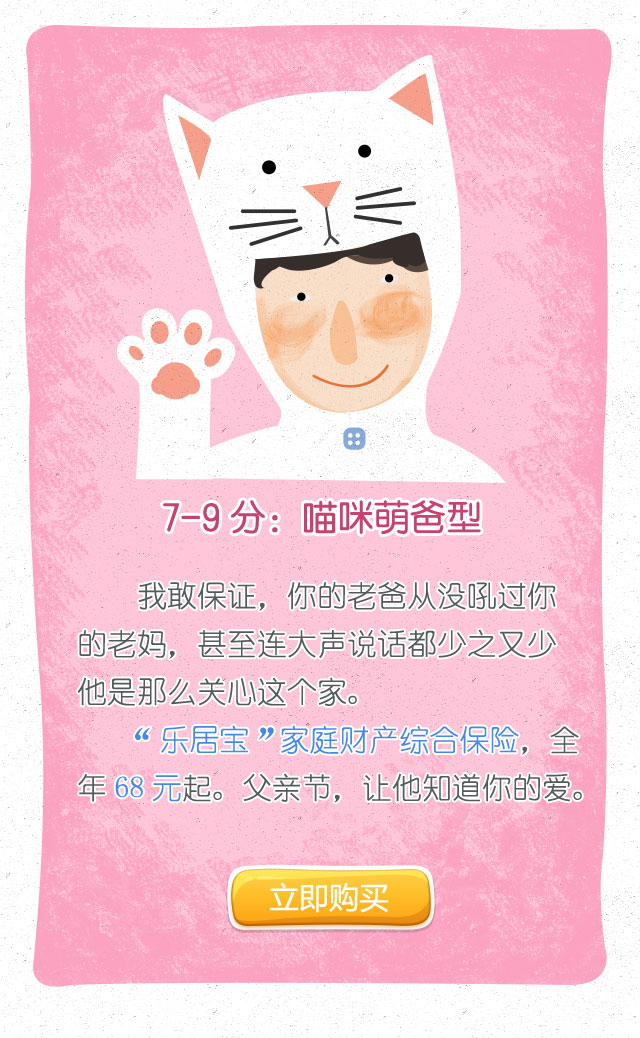 7-9 分：喵咪萌爸型
我敢保证，你的老爸从没吼过你
的老妈，甚至连大声说话都少之又少
他是那么关心这个家。
“ 乐居宝 ”家庭财产综合保险，全
年 68 元起。父亲节，让他知道你的爱。
立即购买